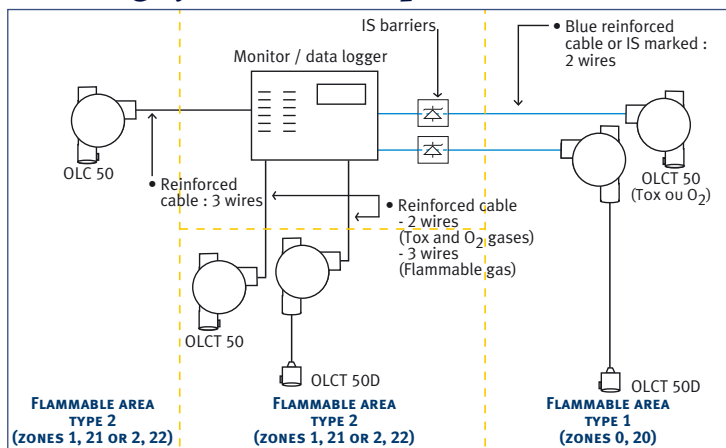 IS barriers
• Blue reinforced
cable or IS marked :
2 wires
Monitor / data logger
OLC 50
OLCT 50
(Tox ou O₂)
• Reinforced
cable : 3 wires
• Reinforced cable
- 2 wires
(Tox and O₂ gases)
- 3 wires
(Flammable gas)
OLCT 50
OLCT 50D
OLCT 50D
FLAMMABLE AREA
TYPE 2
(ZONES 1, 21 OR 2, 22)
FLAMMABLE AREA
TYPE 2
(ZONES 1, 21 OR 2, 22)
FLAMMABLE AREA
TYPE 1
(ZONES 0, 20)